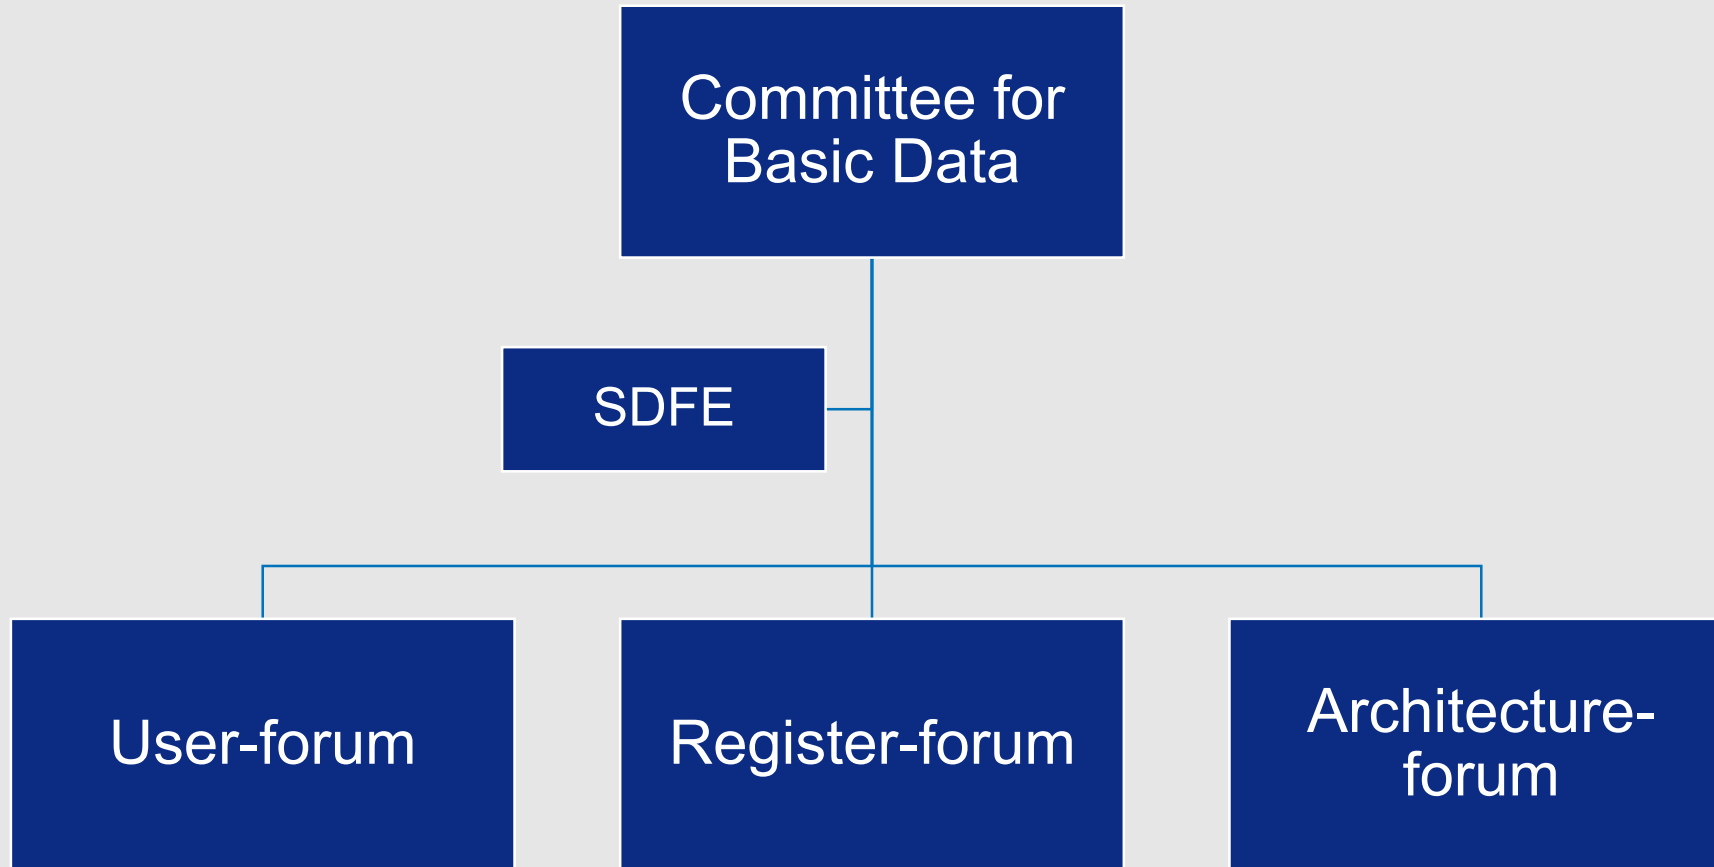 Committee for
Basic Data
SDFE
User-forum
Register-forum
Architecture-
forum